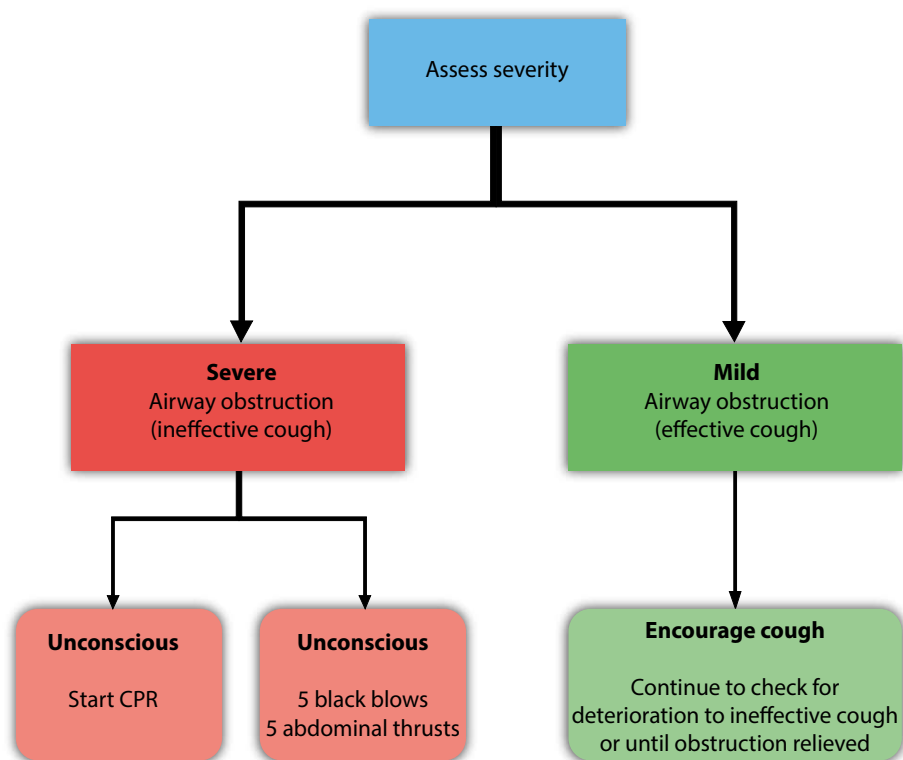 Assess severity
Severe
Airway obstruction
(ineffective cough)
Mild
Airway obstruction
(effective cough)
Unconscious
Start CPR
Unconscious
5 black blows
5 abdominal thrusts
Encourage cough
Continue to check for
deterioration to ineffective cough
or until obstruction relieved